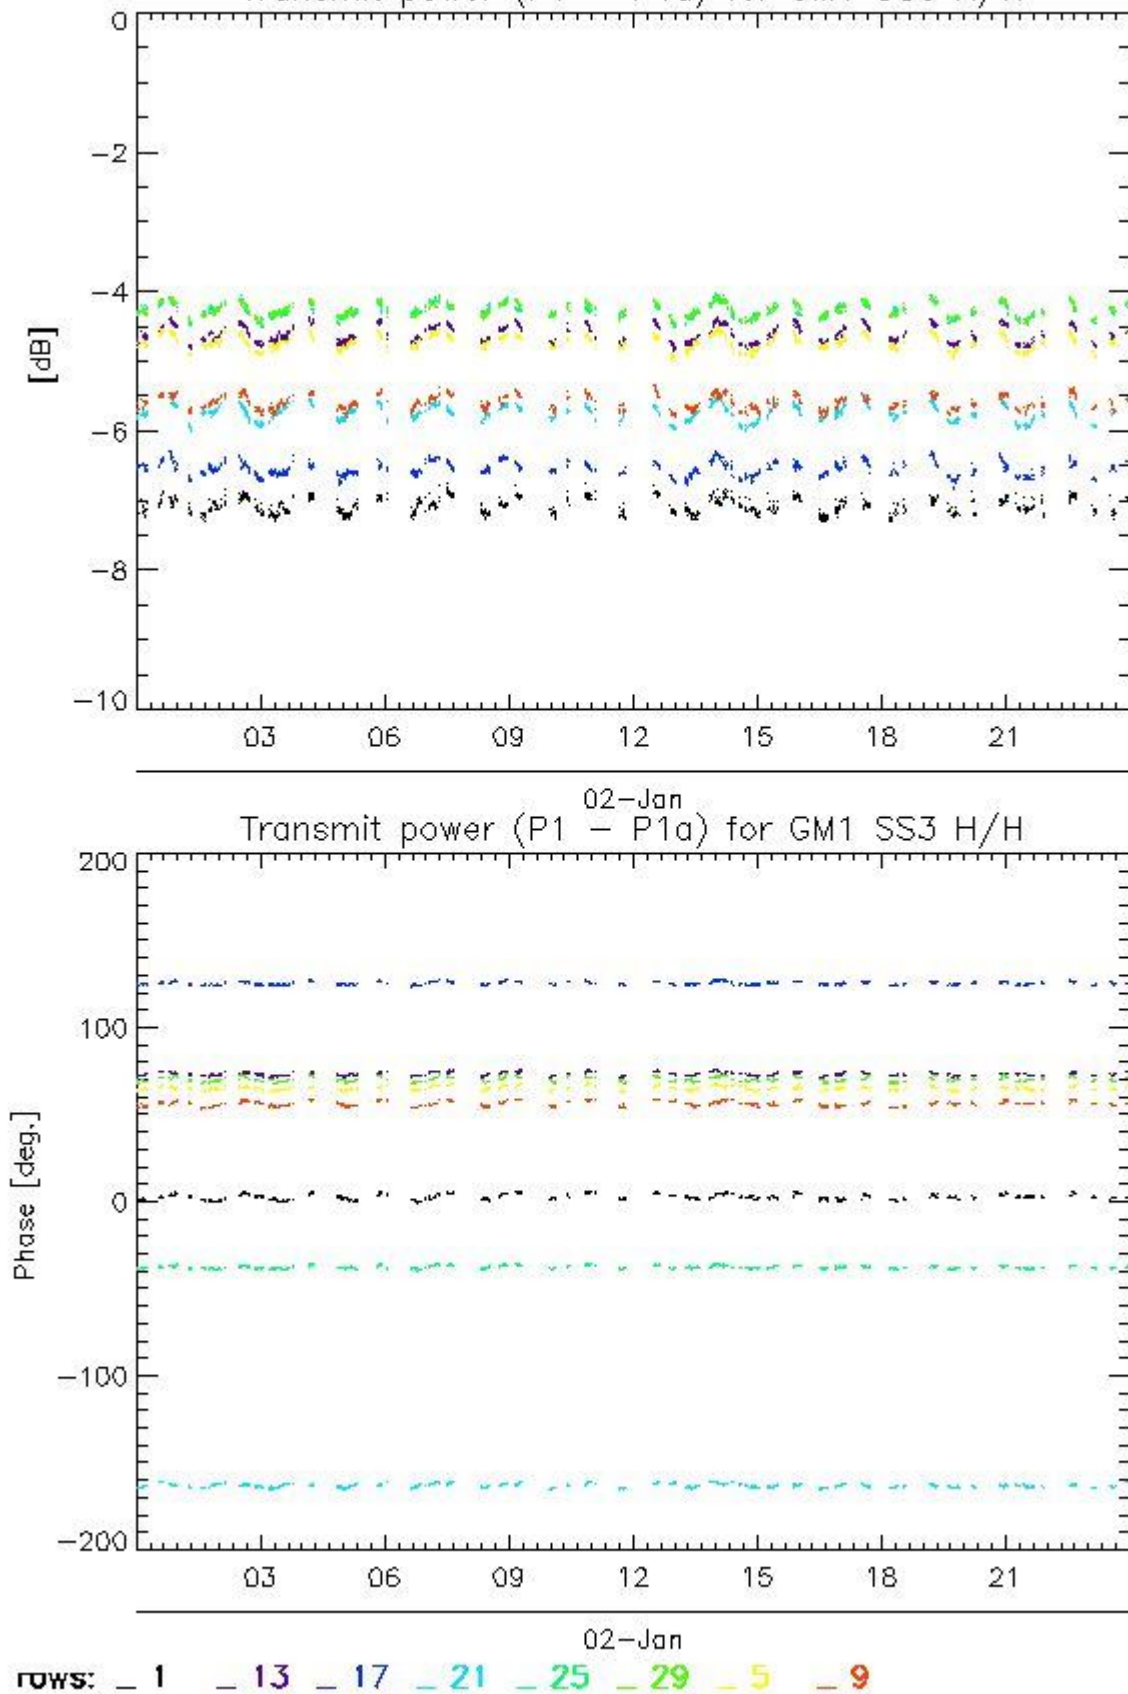 0
-2
-4
[dB]
-6
-8
-10
03 06 09 12 15 18 21
02-Jan
Transmit power (P1 - P1a) for GM1 SS3 H/H
200
100
Phase [deg.]
0
-100
-200
03 06 09 12 15 18 21
02-Jan
rows: _ 1 _ 13 _ 17 _ 21 _ 25 _ 29 _ 5 _ 9